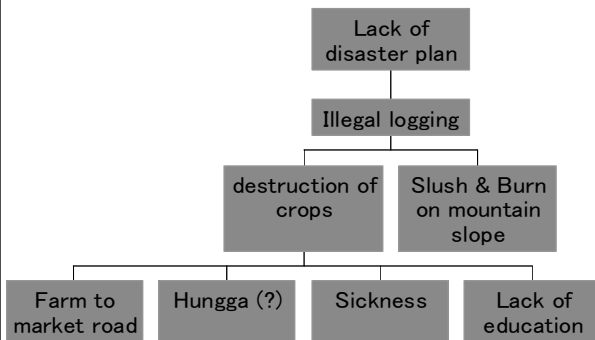 Lack of
disaster plan
Illegal logging
destruction of
crops
Slush & Burn
on mountain
slope
Farm to
market road
Hungga (?)
Sickness
Lack of
education